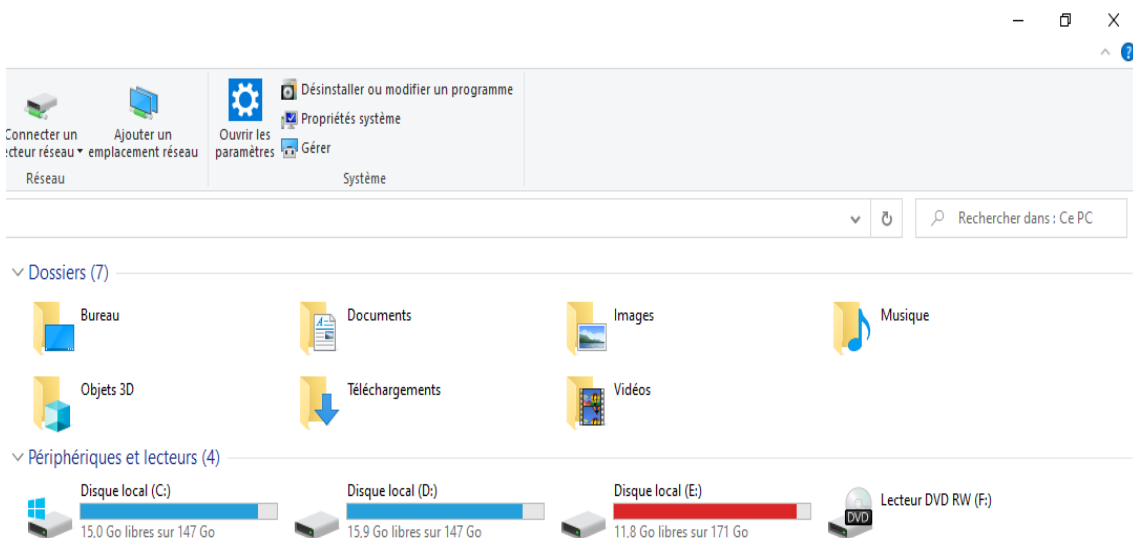 Connecter un
Ajouter un
emplacement réseau
Réseau
Ouvrir les
paramètres
Désinstaller ou modifier un programme
Propriétés système
Gérer
Système
Rechercher dans : Ce PC
Dossiers (7)
Bureau
Documents
Images
Musique
Objets 3D
Téléchargements
Vidéos
Périphériques et lecteurs (4)
Disque local (C:)
15,0 Go libres sur 147 Go
Disque local (D:)
15,9 Go libres sur 147 Go
Disque local (E:)
11,8 Go libres sur 171 Go
DVD
Lecteur DVD RW (F:)